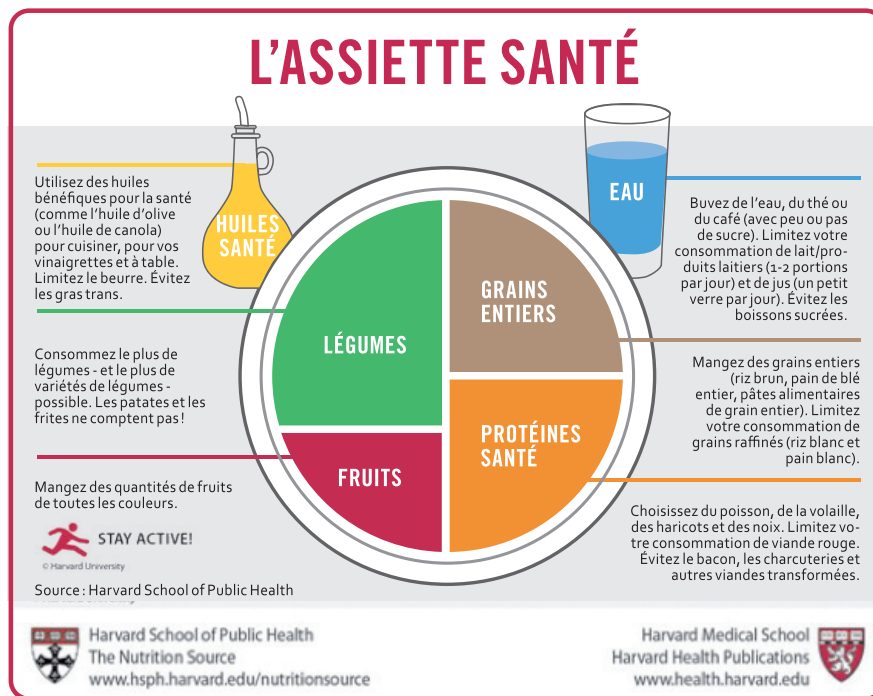 L'ASSIETTE SANTÉ
Utilisez des huiles
bénéfiques pour la santé
(comme l'huile d'olive
ou l'huile de canola)
pour cuisiner, pour vos
vinaigrettes et à table.
Limitez le beurre. Évitez
les gras trans.
HUILES
SANTÉ
Consommez le plus de
légumes - et le plus de
variétés de légumes -
possible. Les patates et les
frites ne comptent pas!
Mangez des quantités de fruits
de toutes les couleurs.
LÉGUMES
FRUITS
GRAINS
ENTIERS
PROTÉINES
SANTÉ
EAU
Buvez de l'eau, du thé ou
du café (avec peu ou pas
de sucre). Limitez votre
consommation de lait/pro-
duits laitiers (1-2 portions
par jour) et de jus (un petit
verre par jour). Évitez les
boissons sucrées.
Mangez des grains entiers
(riz brun, pain de blé
entier, pâtes alimentaires
de grain entier). Limitez
votre consommation de
grains raffinés (riz blanc et
pain blanc).
Choisissez du poisson, de la volaille,
des haricots et des noix. Limitez vo-
tre consommation de viande rouge.
Évitez le bacon, les charcuteries et
autres viandes transformées.
STAY ACTIVE!
© Harvard University
Source : Harvard School of Public Health
Harvard School of Public Health
The Nutrition Source
www.hsph.harvard.edu/nutritionsource
Harvard Medical School
Harvard Health Publications
www.health.harvard.edu